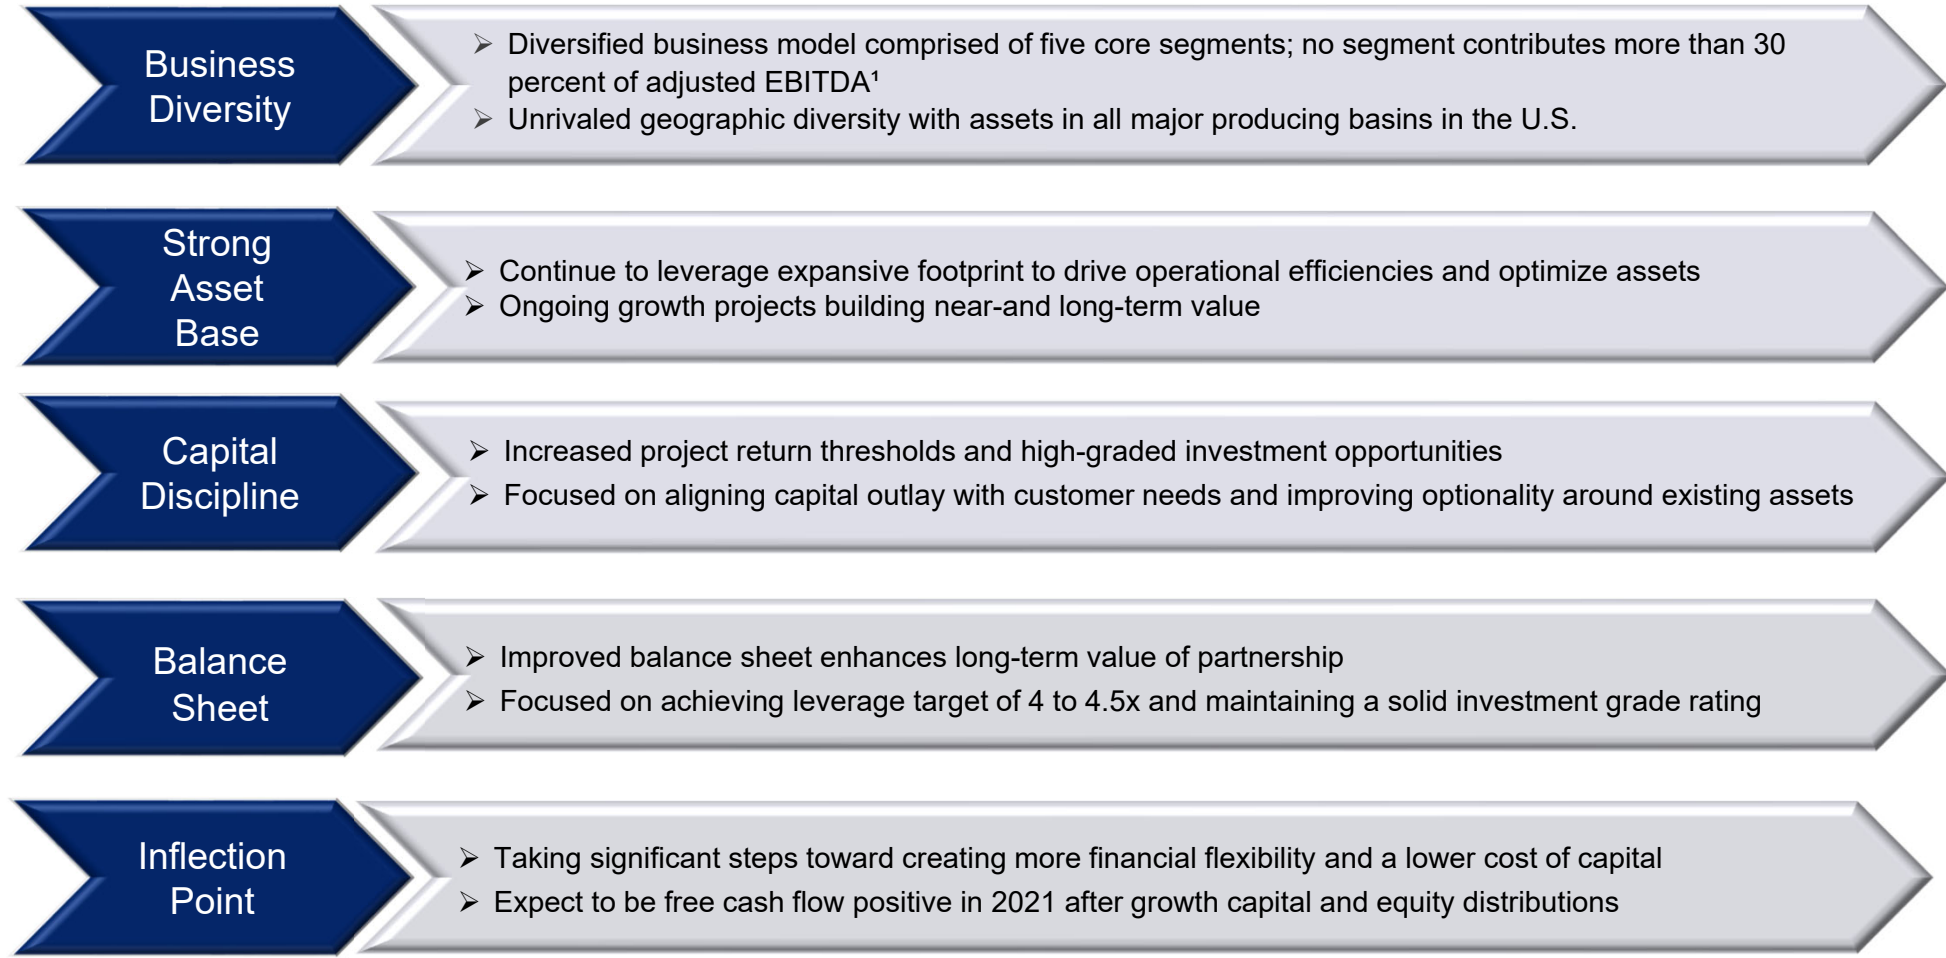 Business
Diversity
➢ Diversified business model comprised of five core segments; no segment contributes more than 30
percent of adjusted EBITDA¹
➢ Unrivaled geographic diversity with assets in all major producing basins in the U.S.
Strong
Asset
Base
➢ Continue to leverage expansive footprint to drive operational efficiencies and optimize assets
➢ Ongoing growth projects building near-and long-term value
Capital
Discipline
➢ Increased project return thresholds and high-graded investment opportunities
➢ Focused on aligning capital outlay with customer needs and improving optionality around existing assets
Balance
Sheet
➢ Improved balance sheet enhances long-term value of partnership
➢ Focused on achieving leverage target of 4 to 4.5x and maintaining a solid investment grade rating
Inflection
Point
➢ Taking significant steps toward creating more financial flexibility and a lower cost of capital
➢ Expect to be free cash flow positive in 2021 after growth capital and equity distributions